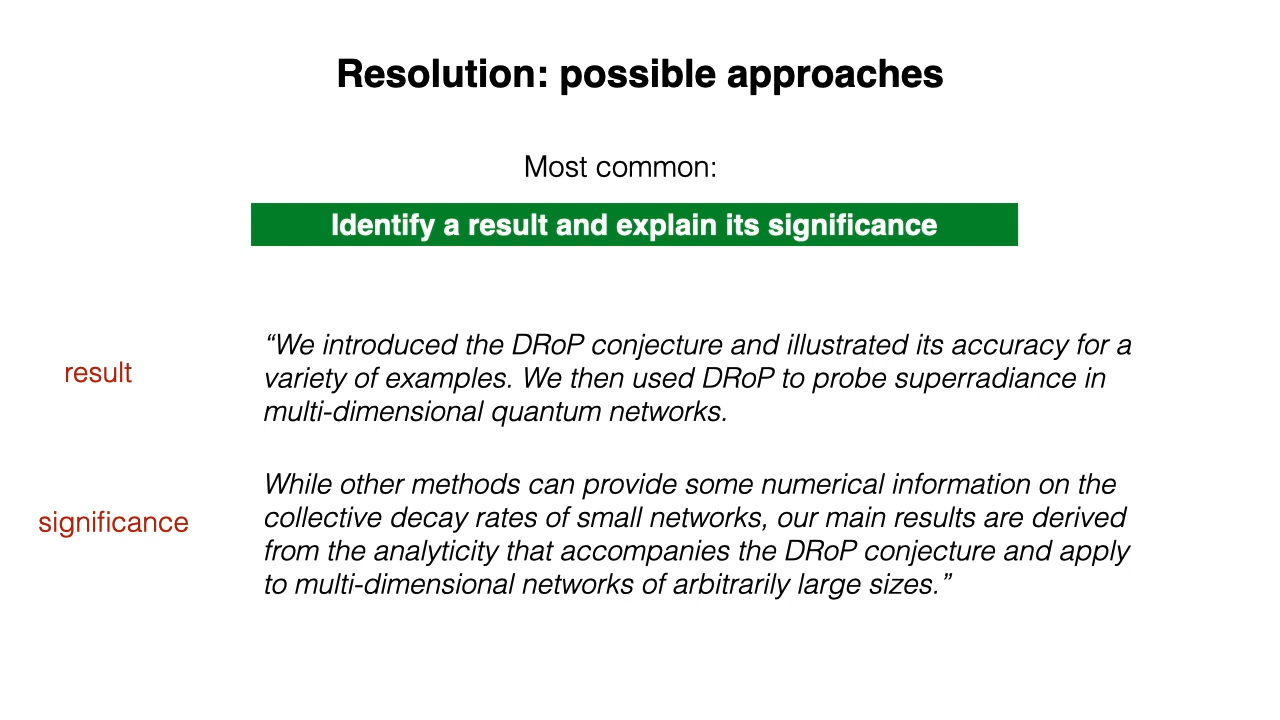 Resolution: possible approaches
Most common:
Identify a result and explain its significance
result
“We introduced the DRoP conjecture and illustrated its accuracy for a
variety of examples. We then used DRoP to probe superradiance in
multi-dimensional quantum networks.
significance
While other methods can provide some numerical information on the
collective decay rates of small networks, our main results are derived
from the analyticity that accompanies the DRoP conjecture and apply
to multi-dimensional networks of arbitrarily large sizes.”